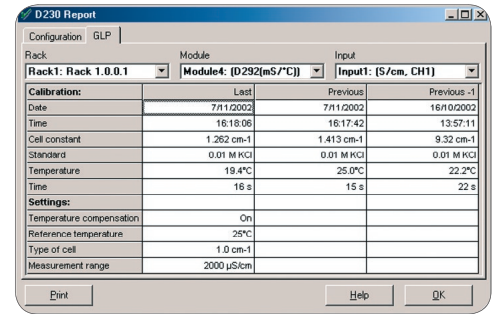 D230 Report
Configuration GLP
Rack Module Input
Rack1: Rack 1.0.0.1 Module4: (D292(mS/°C)) Input1: (S/cm, CH1)
Calibration: Last Previous Previous -1
Date 7/11/2002 7/11/2002 16/10/2002
Time 16:18:06 16:17:42 13:57:11
Cell constant 1.262 cm-1 1.413 cm-1 9.32 cm-1
Standard 0.01 M KCl 0.01 M KCl 0.01 M KCl
Temperature 19.4°C 25.0°C 22.2°C
Time 16 s 15 s 22 s
Settings:
Temperature compensation On
Reference temperature 25°C
Type of cell 1.0 cm-1
Measurement range 2000 µS/cm
Print Help OK